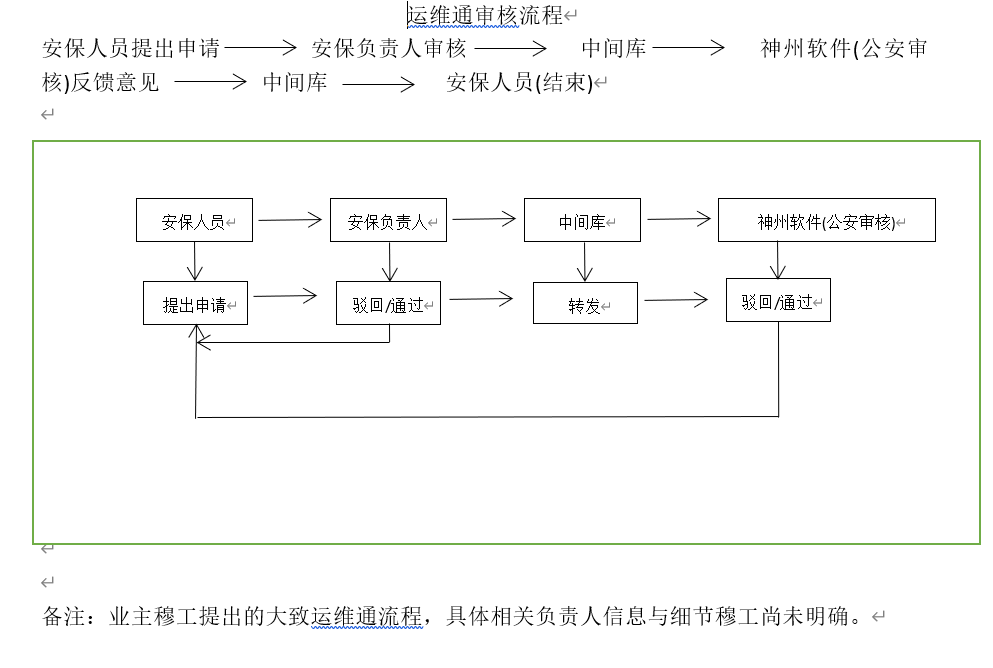 运维通审核流程
安保人员提出申请 安保负责人审核 中间库 神州软件(公安审
核)反馈意见 中间库 安保人员(结束)
安保人员 安保负责人 中间库 神州软件(公安审核)
提出申请 驳回/通过 转发 驳回/通过
备注：业主穆工提出的大致运维通流程，具体相关负责人信息与细节穆工尚未明确。